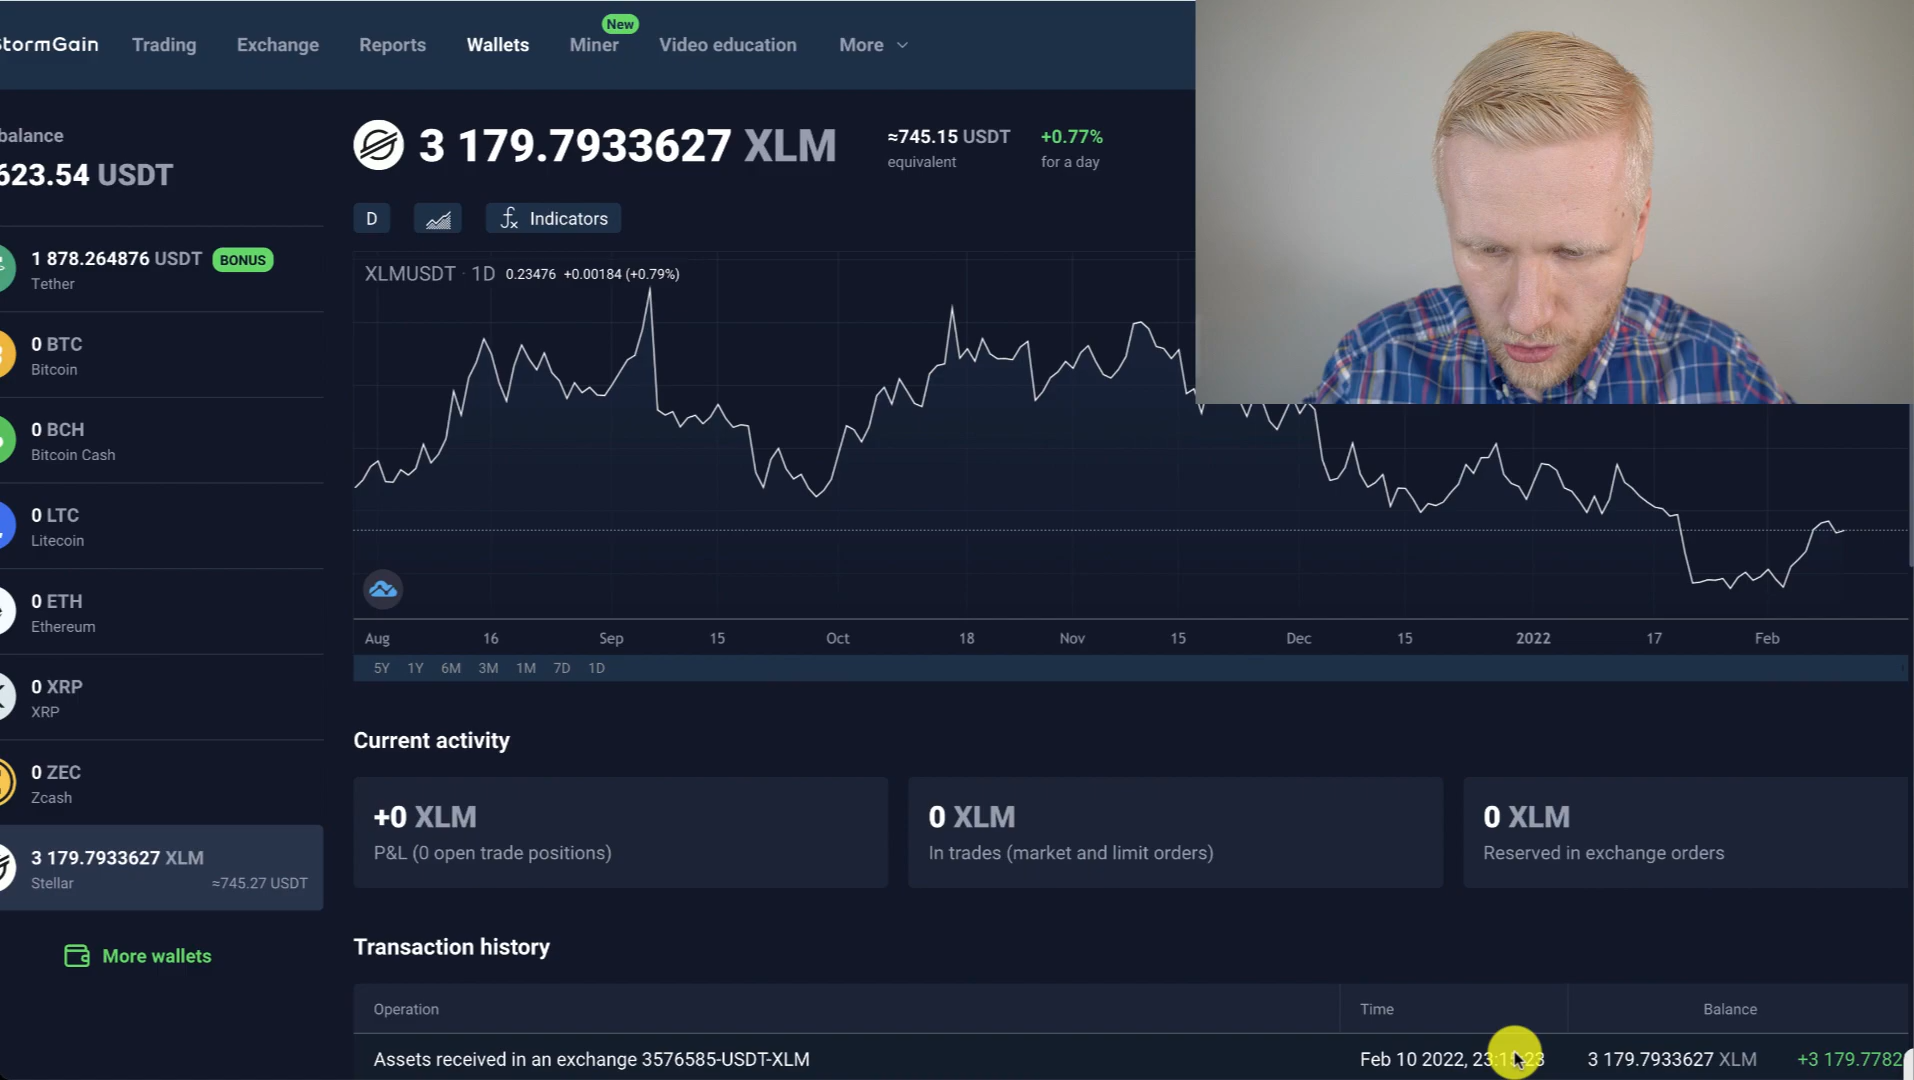 StormGain Trading Exchange Reports Wallets Miner New Video education More
balance
623.54 USDT
1 878.264876 USDT BONUS
Tether
0 BTC
Bitcoin
0 BCH
Bitcoin Cash
0 LTC
Litecoin
0 ETH
Ethereum
0 XRP
XRP
0 ZEC
Zcash
3 179.7933627 XLM
Stellar ≈745.27 USDT
More wallets
3 179.7933627 XLM
≈745.15 USDT
equivalent
+0.77%
for a day
D
fx Indicators
XLMUSDT · 1D 0.23476 +0.00184 (+0.79%)
Aug 16 Sep 15 Oct 18 Nov 15 Dec 15 2022 17 Feb
5Y 1Y 6M 3M 1M 7D 1D
Current activity
+0 XLM
P&L (0 open trade positions)
0 XLM
In trades (market and limit orders)
0 XLM
Reserved in exchange orders
Transaction history
Operation Time Balance
Assets received in an exchange 3576585-USDT-XLM Feb 10 2022, 3 179.7933627 XLM +3 179.7782